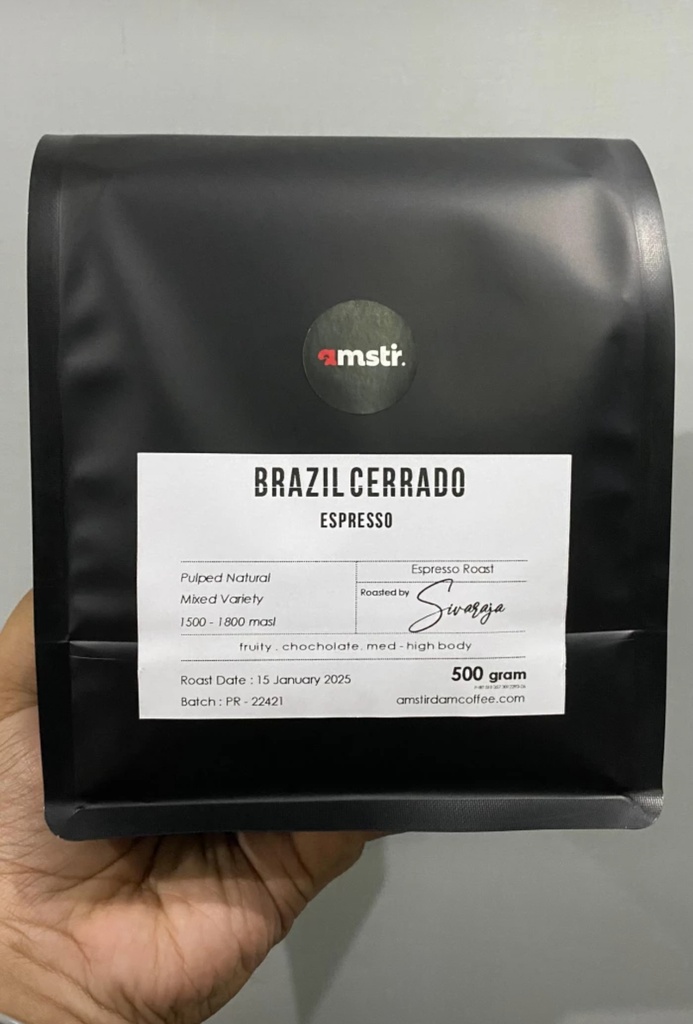 amstir.
BRAZIL CERRADO
ESPRESSO
Pulped Natural
Mixed Variety
1500 - 1800 masl
Espresso Roast
Roasted by Sivaraja
fruity . chocholate. med - high body
Roast Date : 15 January 2025
Batch : PR - 22421
500 gram
amstirdamcoffee.com